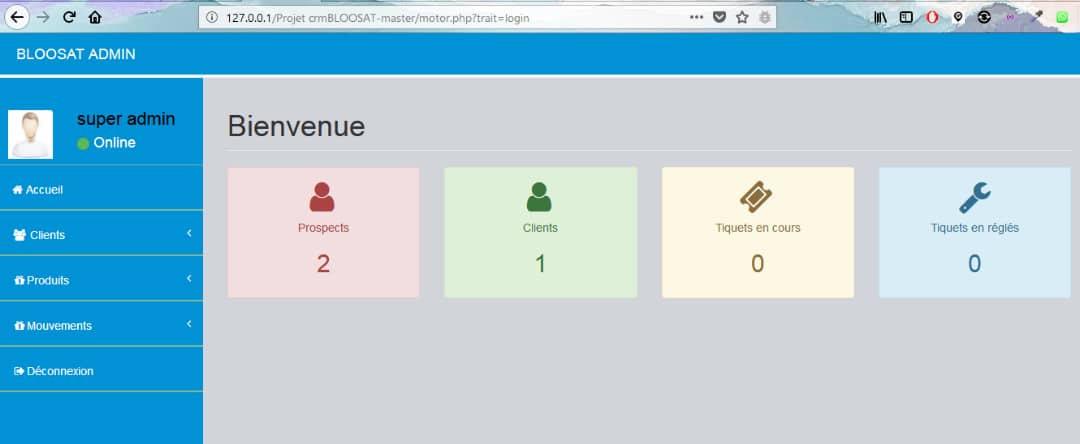 127.0.0.1/Projet crmBLOOSAT-master/motor.php?trait=login
BLOOSAT ADMIN
super admin
Online
Accueil
Clients
Produits
Mouvements
Déconnexion
Bienvenue
Prospects
2
Clients
1
Tiquets en cours
0
Tiquets en réglés
0